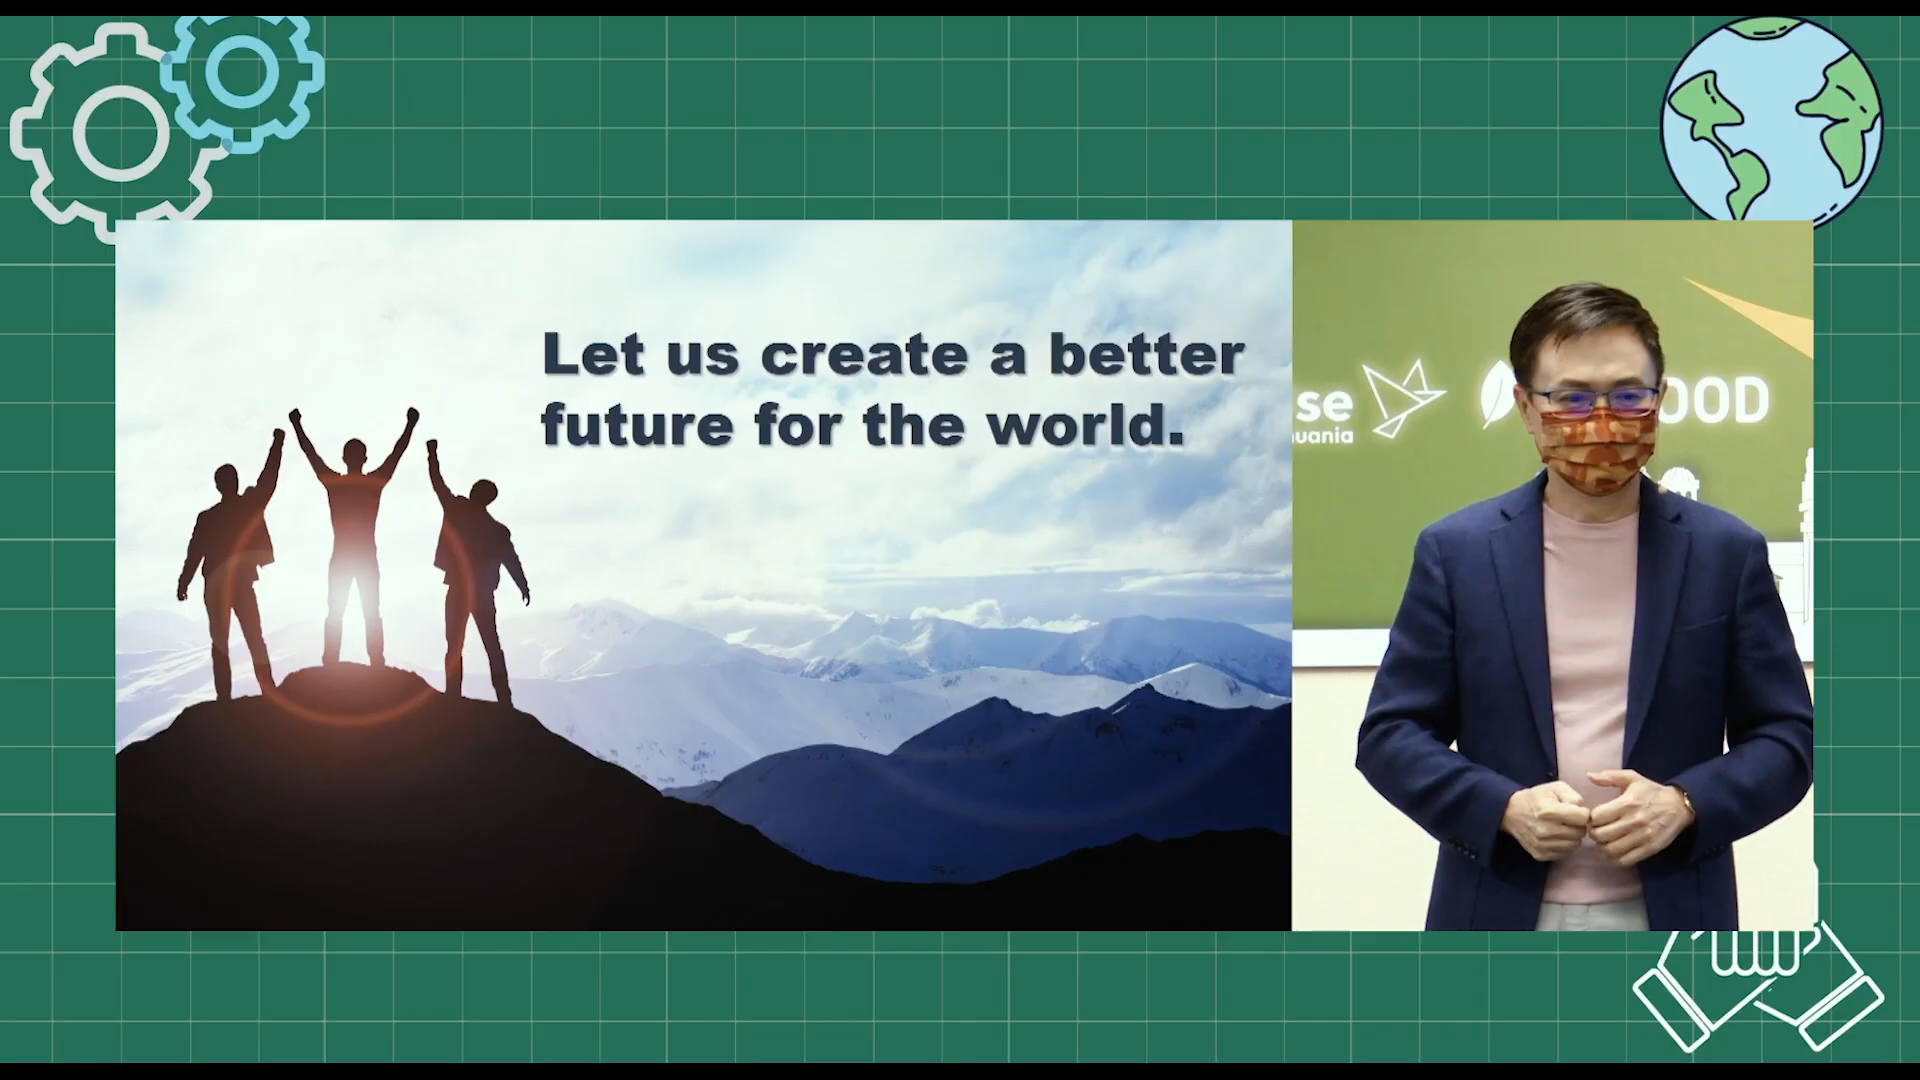 Let us create a better
future for the world.
se
uania
OOD